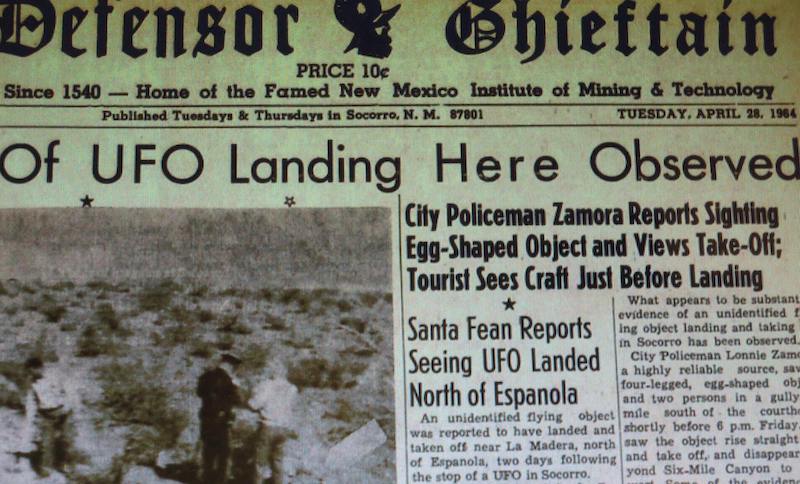 Defensor Chieftain
PRICE 10¢
Since 1540 — Home of the Famed New Mexico Institute of Mining & Technology
Published Tuesdays & Thursdays in Socorro, N. M. 87801
TUESDAY, APRIL 28, 1964
Of UFO Landing Here Observed
City Policeman Zamora Reports Sighting
Egg-Shaped Object and Views Take-Off;
Tourist Sees Craft Just Before Landing
Santa Fean Reports
Seeing UFO Landed
North of Espanola
An unidentified flying object
was reported to have landed and
taken off near La Madera, north
of Espanola, two days following
the stop of a UFO in Socorro.
What appears to be substant
evidence of an unidentified f
ing object landing and taking
in Socorro has been observed.
City Policeman Lonnie Zamo
a highly reliable source, saw
four-legged, egg-shaped obj
and two persons in a gully
mile south of the courtho
shortly before 6 p.m. Friday.
saw the object rise straight
and take off, and disappear
yond Six-Mile Canyon to